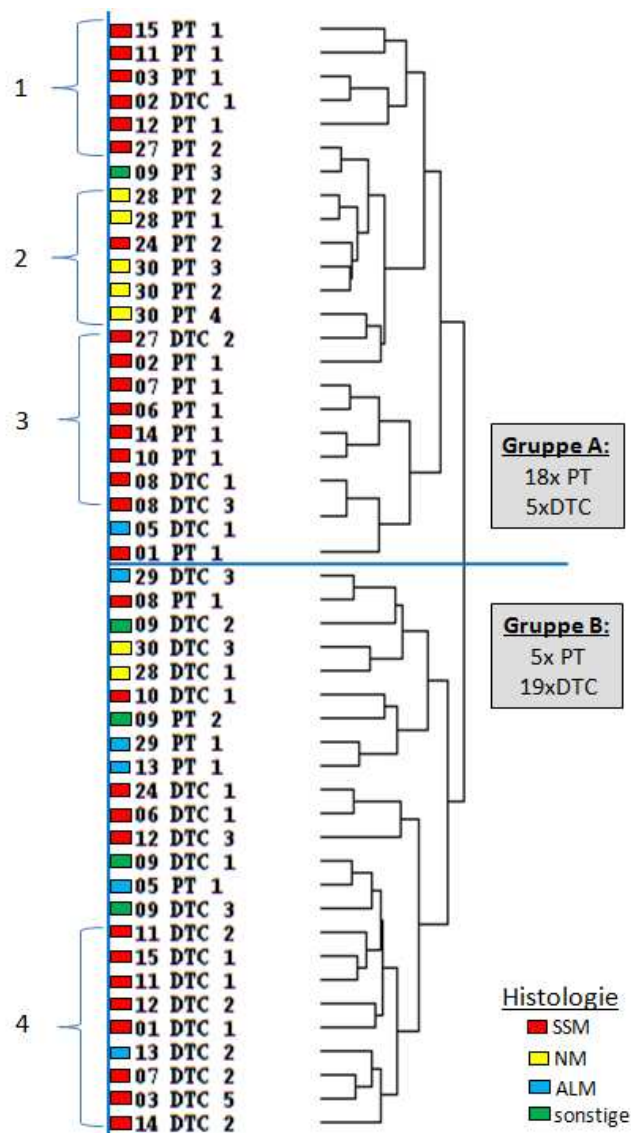 15 PT 1
11 PT 1
03 PT 1
1
02 DTC 1
12 PT 1
27 PT 2
09 PT 3
28 PT 2
28 PT 1
24 PT 2
2
30 PT 3
30 PT 2
30 PT 4
27 DTC 2
02 PT 1
07 PT 1
06 PT 1
3
14 PT 1
10 PT 1
08 DTC 1
08 DTC 3
05 DTC 1
01 PT 1
Gruppe A:
18x PT
5xDTC
29 DTC 3
08 PT 1
09 DTC 2
30 DTC 3
28 DTC 1
10 DTC 1
09 PT 2
29 PT 1
13 PT 1
24 DTC 1
06 DTC 1
12 DTC 3
09 DTC 1
05 PT 1
09 DTC 3
11 DTC 2
15 DTC 1
11 DTC 1
12 DTC 2
4
01 DTC 1
13 DTC 2
07 DTC 2
03 DTC 5
14 DTC 2
Gruppe B:
5x PT
19xDTC
Histologie
SSM
NM
ALM
sonstige